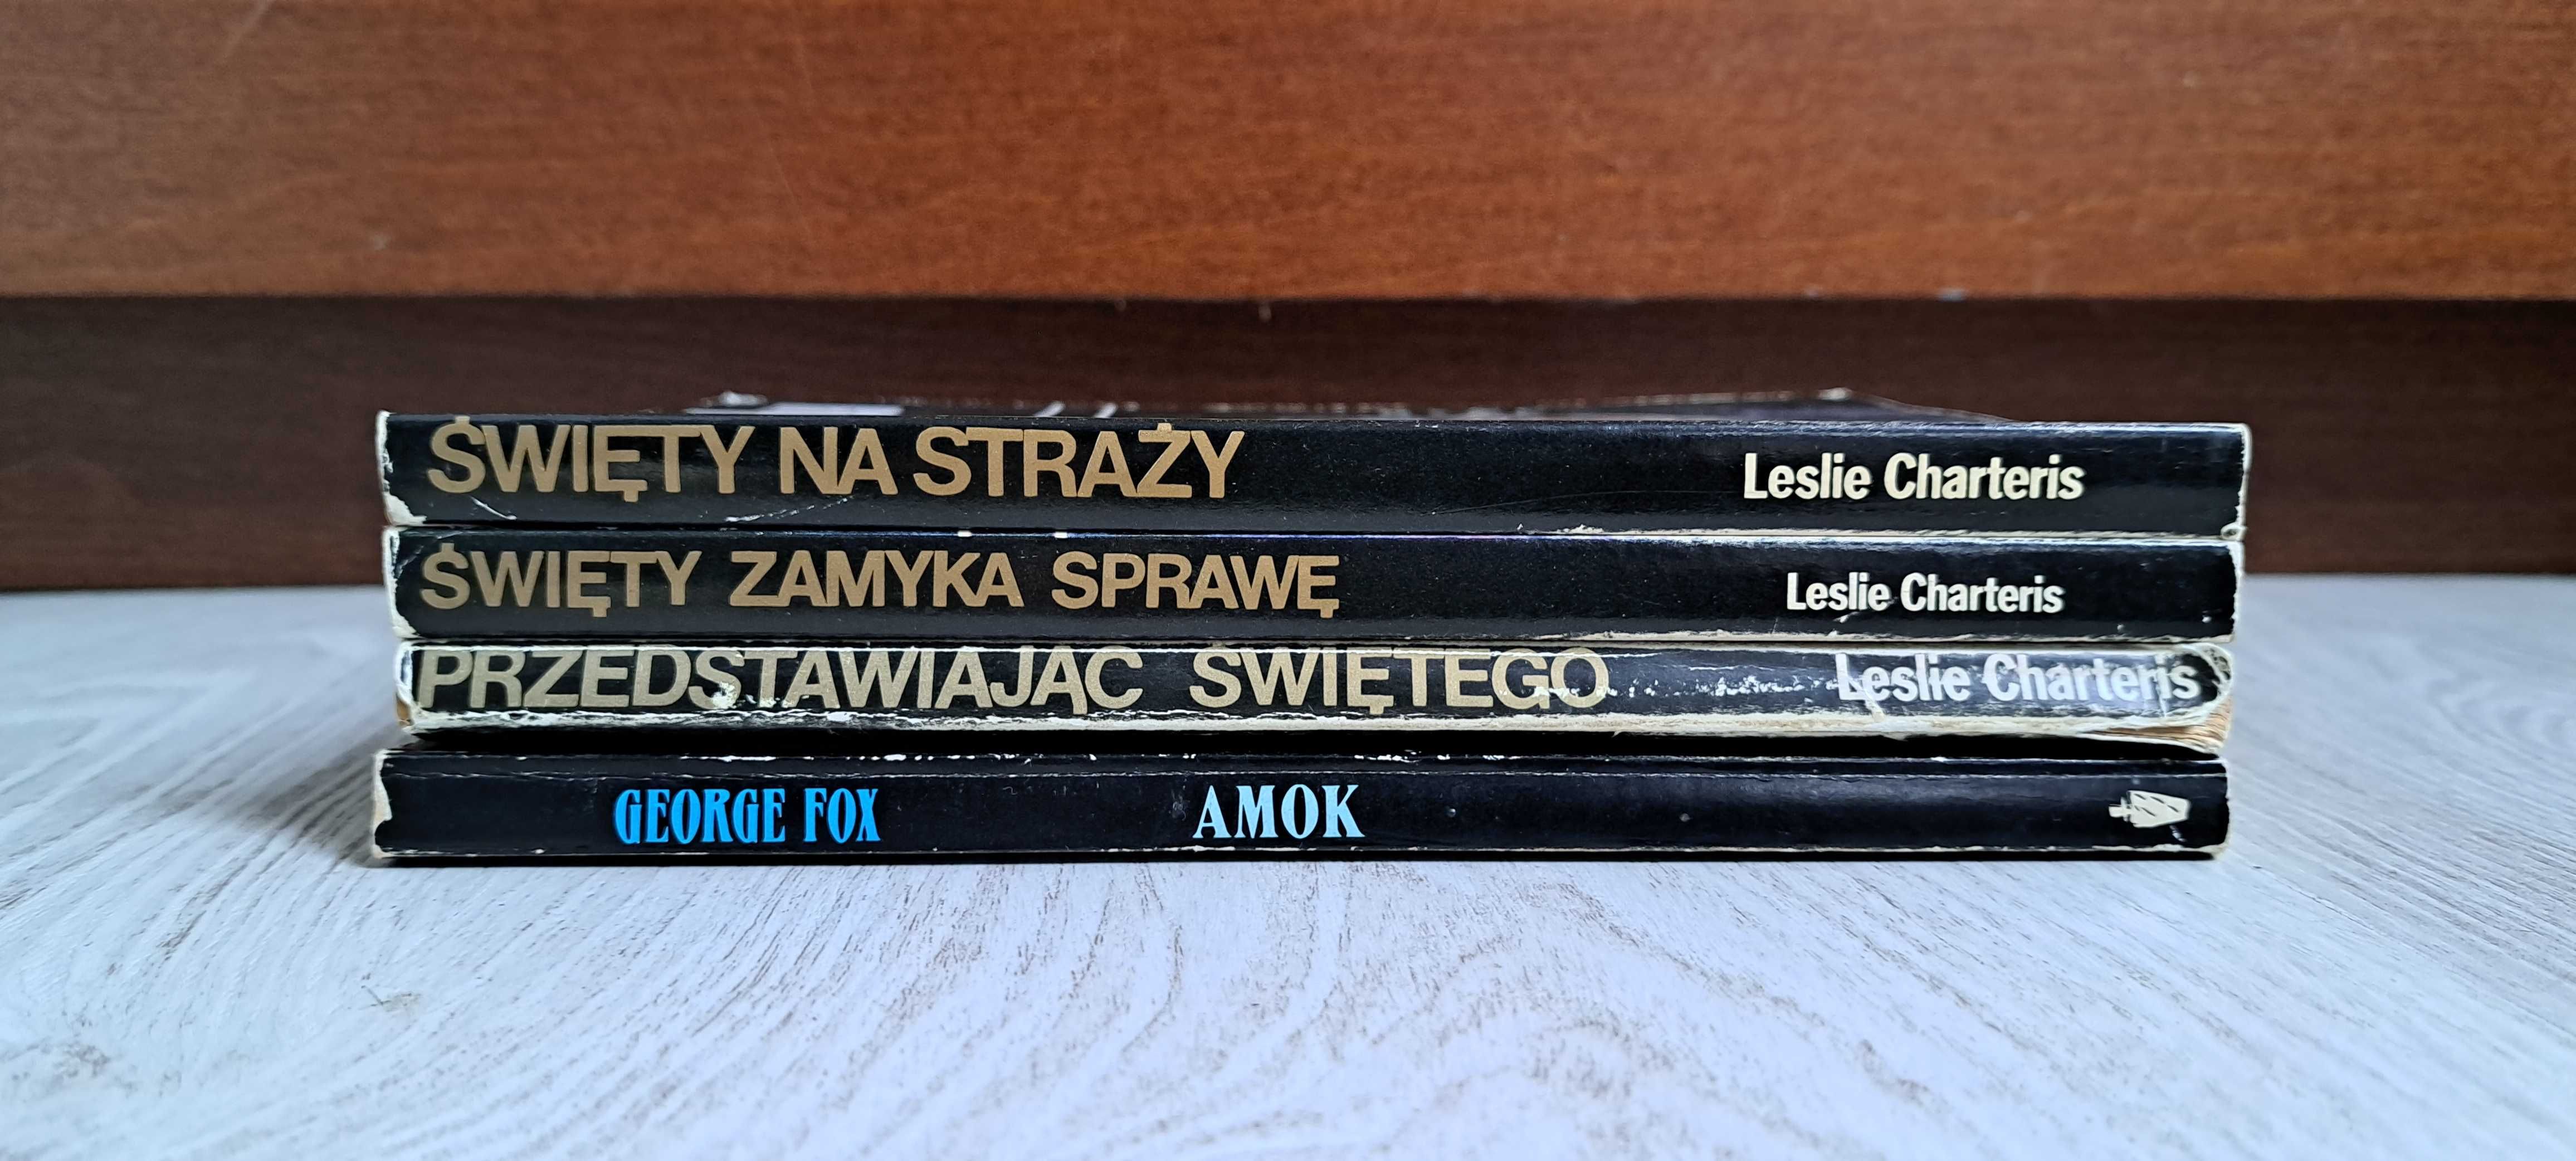 ŚWIĘTY NA STRAŻY Leslie Charteris
ŚWIĘTY ZAMYKA SPRAWĘ Leslie Charteris
PRZEDSTAWIAJĄC ŚWIĘTEGO Leslie Charteris
GEORGE FOX AMOK